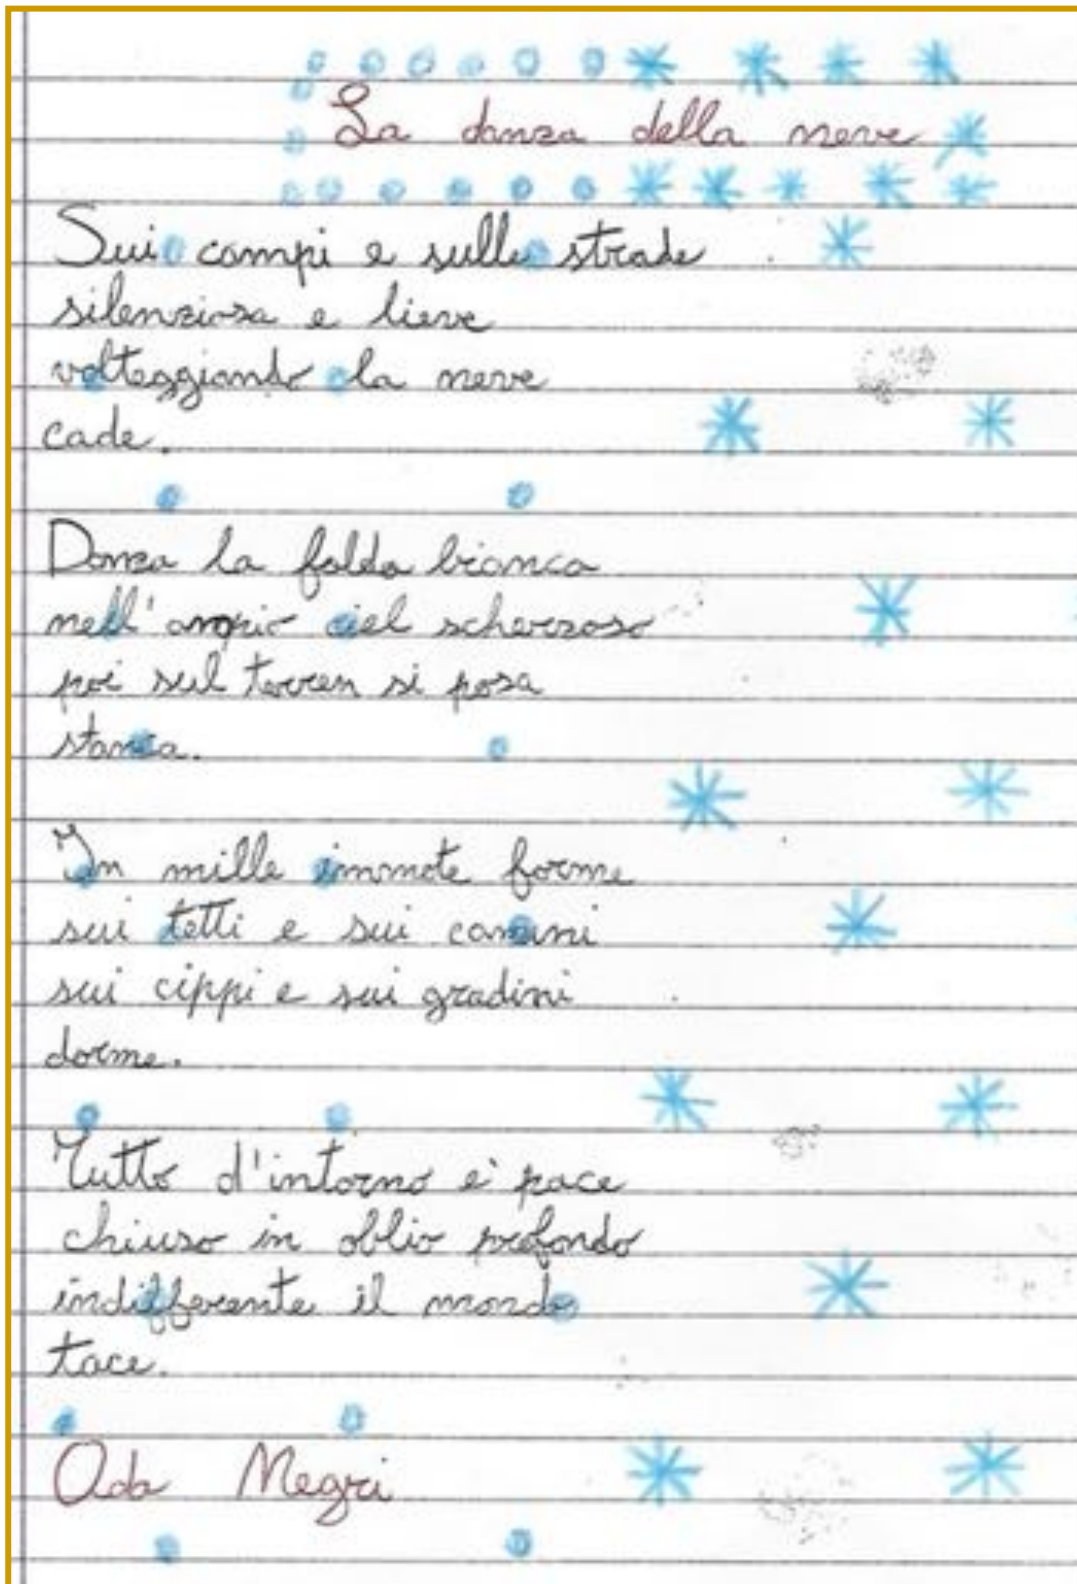 La danza della neve
Sui campi e sulle strade
silenziosa e lieve
volteggiando la neve
cade.
Danza la falda bianca
nell'ampio ciel scherzoso
poi sul terren si posa
stanca.
In mille immote forme
sui tetti e sui camini
sui cippi e sui gradini
dorme.
Tutto d'intorno è pace
chiuso in oblio profondo
indifferente il mondo
tace.
Ada Negri